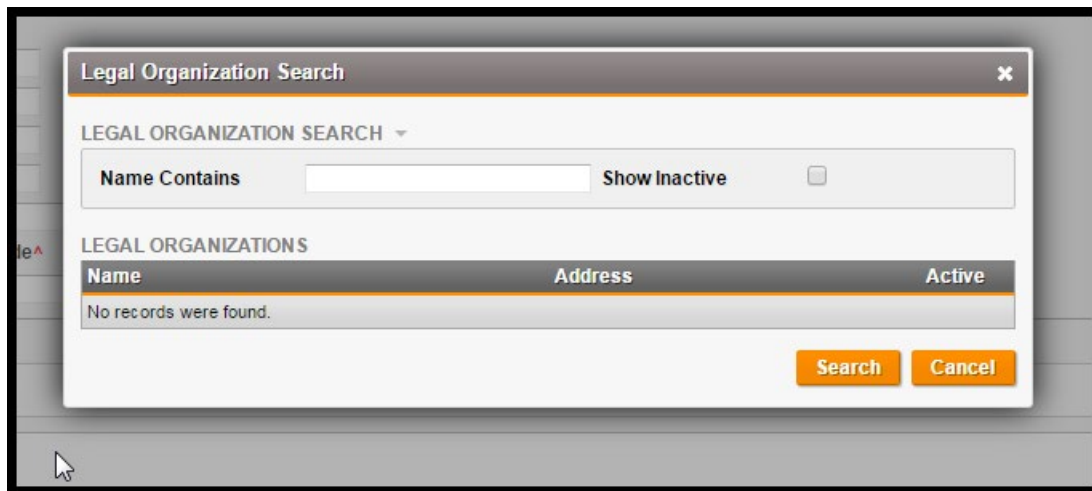 Legal Organization Search
LEGAL ORGANIZATION SEARCH
Name Contains Show Inactive
de^
LEGAL ORGANIZATIONS
Name Address Active
No records were found.
Search Cancel